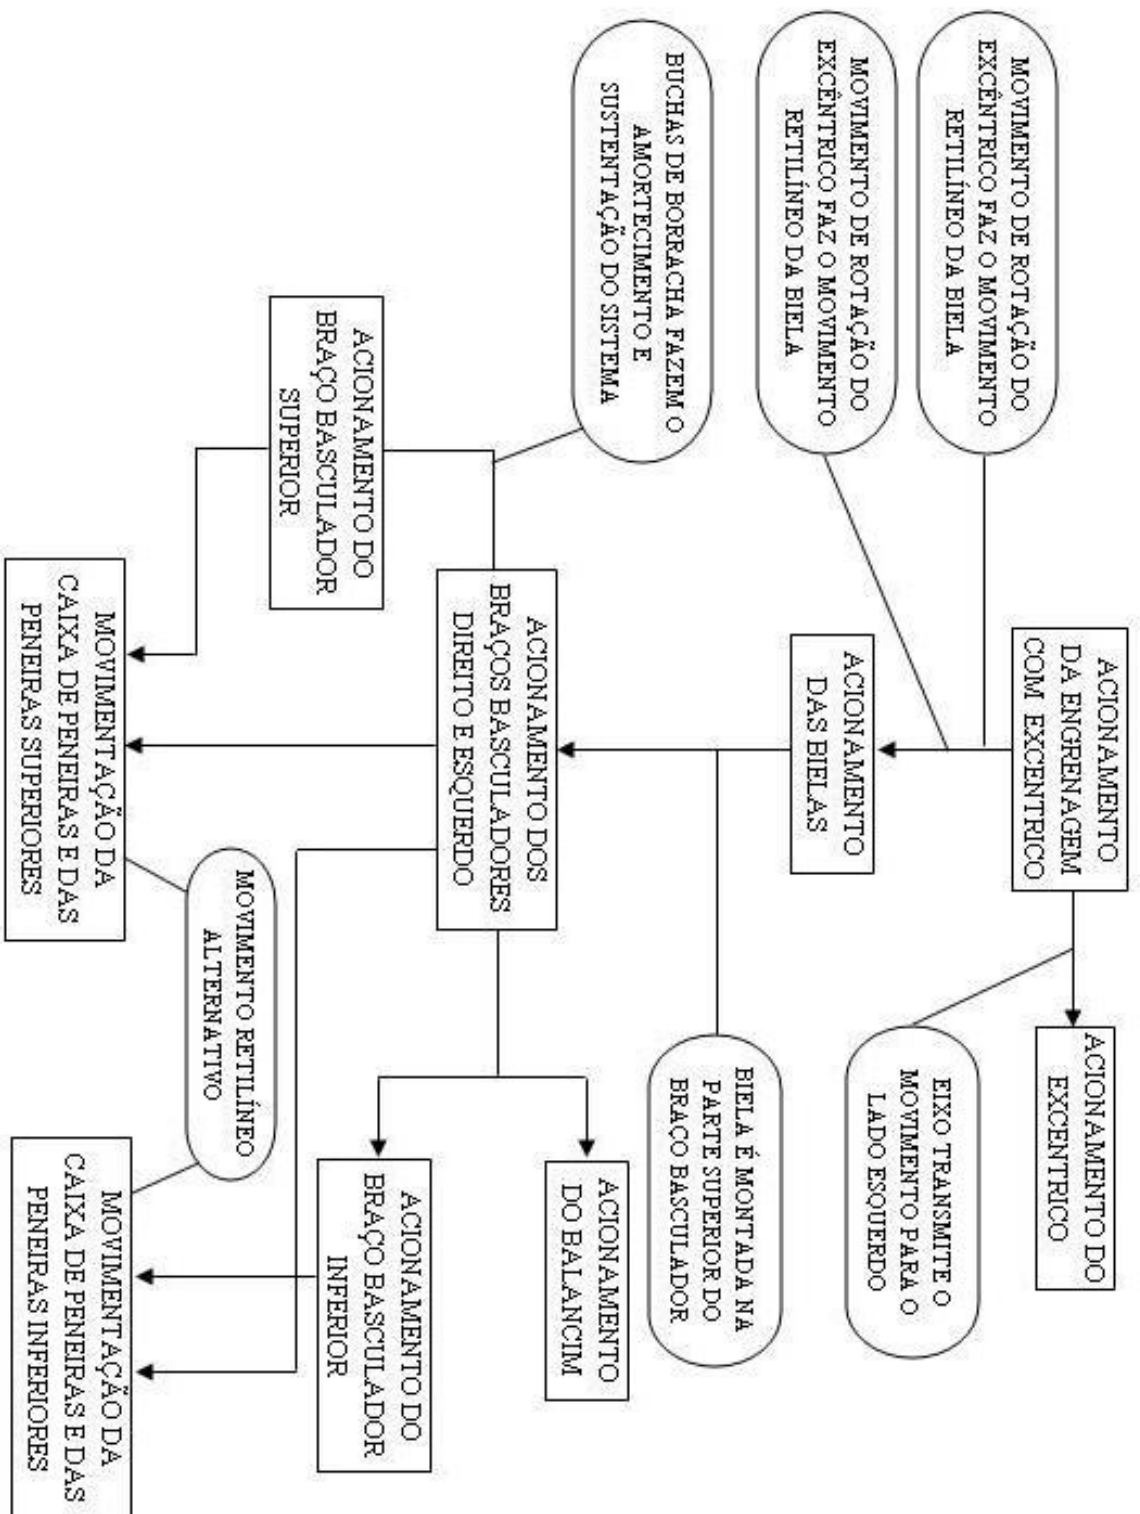 MOVIMENTO DE ROTAÇÃO DO
EXCÊNTRICO FAZ O MOVIMENTO
RETILÍNEO DA BIELA
MOVIMENTO DE ROTAÇÃO DO
EXCÊNTRICO FAZ O MOVIMENTO
RETILÍNEO DA BIELA
BUCHAS DE BORRACHA FAZEM O
AMORTECIMENTO E
SUSTENTAÇÃO DO SISTEMA
ACIONAMENTO
DA ENGRENAGEM
COM EXCENTRICO
ACIONAMENTO DO
EXCENTRICO
EIXO TRANSMITE O
MOVIMENTO PARA O
LADO ESQUERDO
ACIONAMENTO
DAS BIELAS
BIELA É MONTADA NA
PARTE SUPERIOR DO
BRAÇO BASCULADOR
ACIONAMENTO DOS
BRAÇOS BASCULADORES
DIREITO E ESQUERDO
ACIONAMENTO
DO BALANCIM
ACIONAMENTO DO
BRAÇO BASCULADOR
SUPERIOR
ACIONAMENTO DO
BRAÇO BASCULADOR
INFERIOR
MOVIMENTO RETILÍNEO
ALTERNATIVO
MOVIMENTAÇÃO DA
CAIXA DE PENEIRAS E DAS
PENEIRAS SUPERIORES
MOVIMENTAÇÃO DA
CAIXA DE PENEIRAS E DAS
PENEIRAS INFERIORES